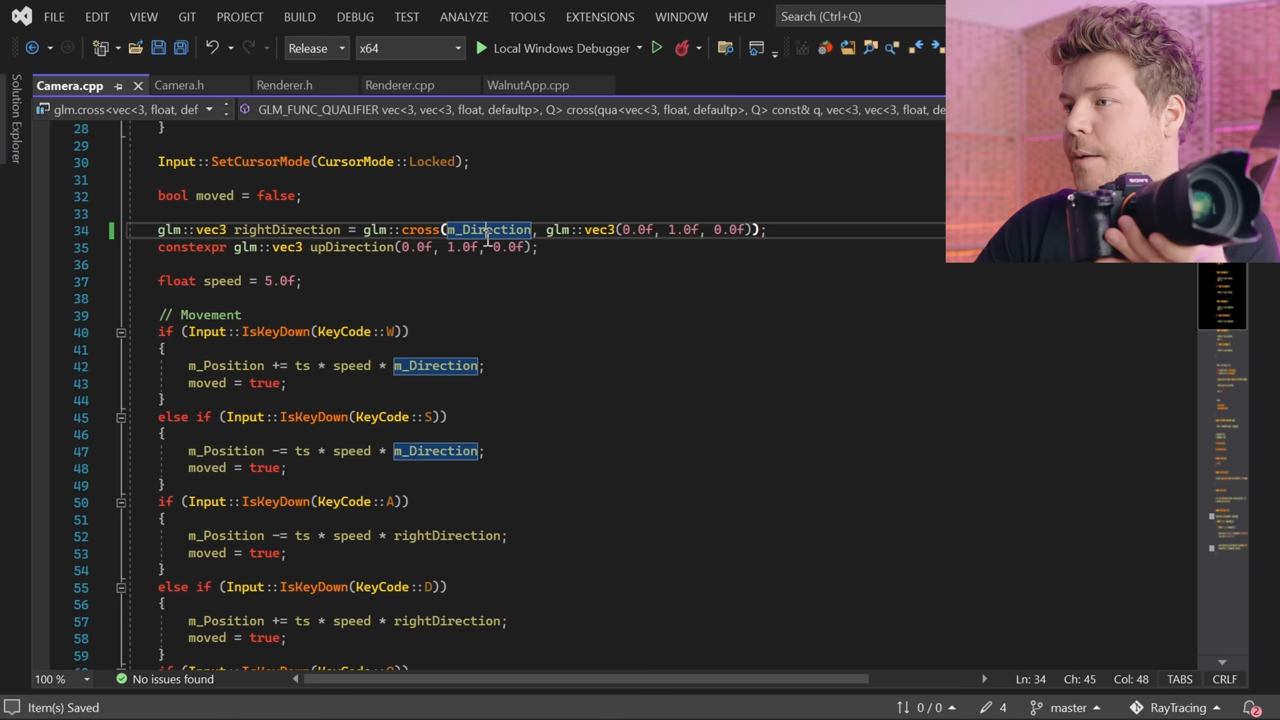 FILE EDIT VIEW GIT PROJECT BUILD DEBUG TEST ANALYZE TOOLS EXTENSIONS WINDOW HELP Search (Ctrl+Q)
Release x64 Local Windows Debugger
Camera.cpp Camera.h Renderer.h Renderer.cpp WalnutApp.cpp
Solution Explorer
glm.cross<vec<3, float, def GLM_FUNC_QUALIFIER vec<3, float, defaultp>, Q> cross(qua<vec<3, float, defaultp>, Q> const& q, vec<3, float, defau
28 }
29
30 Input::SetCursorMode(CursorMode::Locked);
31
32 bool moved = false;
33
34 glm::vec3 rightDirection = glm::cross(m_Direction, glm::vec3(0.0f, 1.0f, 0.0f));
35 constexpr glm::vec3 upDirection(0.0f, 1.0f, 0.0f);
36
37 float speed = 5.0f;
38
39 // Movement
40 if (Input::IsKeyDown(KeyCode::W))
41 {
42 m_Position += ts * speed * m_Direction;
43 moved = true;
44 }
45 else if (Input::IsKeyDown(KeyCode::S))
46 {
47 m_Position -= ts * speed * m_Direction;
48 moved = true;
49 }
50 if (Input::IsKeyDown(KeyCode::A))
51 {
52 m_Position -= ts * speed * rightDirection;
53 moved = true;
54 }
55 else if (Input::IsKeyDown(KeyCode::D))
56 {
57 m_Position += ts * speed * rightDirection;
58 moved = true;
59 }
SONY
100 % No issues found Ln: 34 Ch: 45 Col: 48 TABS CRLF
Item(s) Saved 0 / 0 4 master RayTracing 2